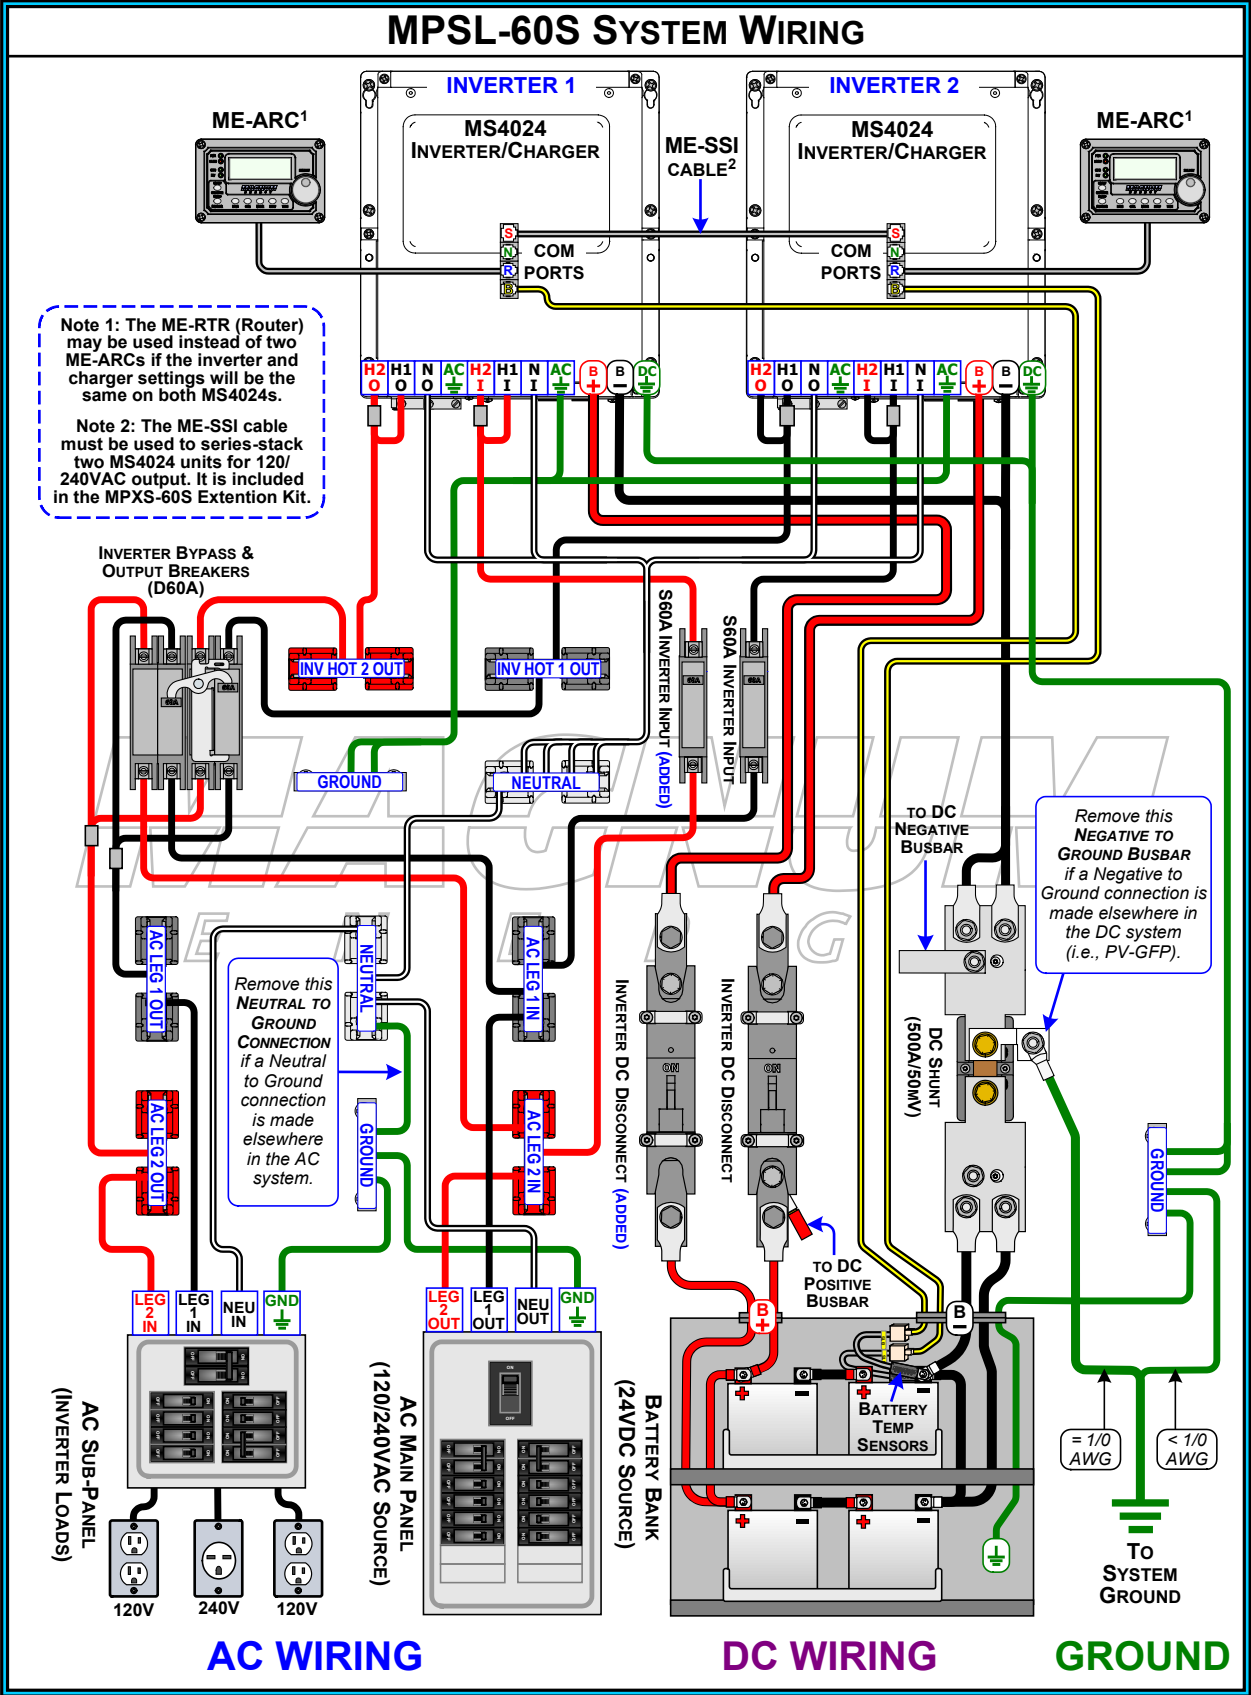 MPSL-60S SYSTEM WIRING
INVERTER 1
INVERTER 2
ME-ARC1
MS4024
INVERTER/CHARGER
ME-SSI
CABLE2
MS4024
INVERTER/CHARGER
ME-ARC1
S
N
R
B
COM
PORTS
COM
PORTS
S
N
R
B
Note 1: The ME-RTR (Router)
may be used instead of two
ME-ARCs if the inverter and
charger settings will be the
same on both MS4024s.
Note 2: The ME-SSI cable
must be used to series-stack
two MS4024 units for 120/
240VAC output. It is included
in the MPXS-60S Extention Kit.
H2 H1 N AC H2 H1 N AC B B DC
O O O I I I + −
H2 H1 N AC H2 H1 N AC B B DC
O O O I I I + −
INVERTER BYPASS &
OUTPUT BREAKERS
(D60A)
INV HOT 2 OUT
INV HOT 1 OUT
S60A INVERTER INPUT (ADDED)
S60A INVERTER INPUT
60A
60A
60A
60A
GROUND
NEUTRAL
MAGNUM
TO DC
NEGATIVE
BUSBAR
Remove this
NEGATIVE TO
GROUND BUSBAR
if a Negative to
Ground connection is
made elsewhere in
the DC system
(i.e., PV-GFP).
AC LEG 1 OUT
NEUTRAL
AC LEG 1 IN
Remove this
NEUTRAL TO
GROUND
CONNECTION
if a Neutral
to Ground
connection
is made
elsewhere
in the AC
system.
INVERTER DC DISCONNECT (ADDED)
INVERTER DC DISCONNECT
ON
ON
DC SHUNT
(500A/50MV)
AC LEG 2 OUT
GROUND
AC LEG 2 IN
GROUND
TO DC
POSITIVE
BUSBAR
LEG
2
IN
LEG
1
IN
NEU
IN
GND
LEG
2
OUT
LEG
1
OUT
NEU
OUT
GND
B
+
B
−
AC SUB-PANEL
(INVERTER LOADS)
AC MAIN PANEL
(120/240VAC SOURCE)
ON
OFF
BATTERY BANK
(24VDC SOURCE)
+ − +
BATTERY
TEMP
SENSORS
+ − + −
= 1/0
AWG
< 1/0
AWG
TO
SYSTEM
GROUND
120V
240V
120V
AC WIRING
DC WIRING
GROUND